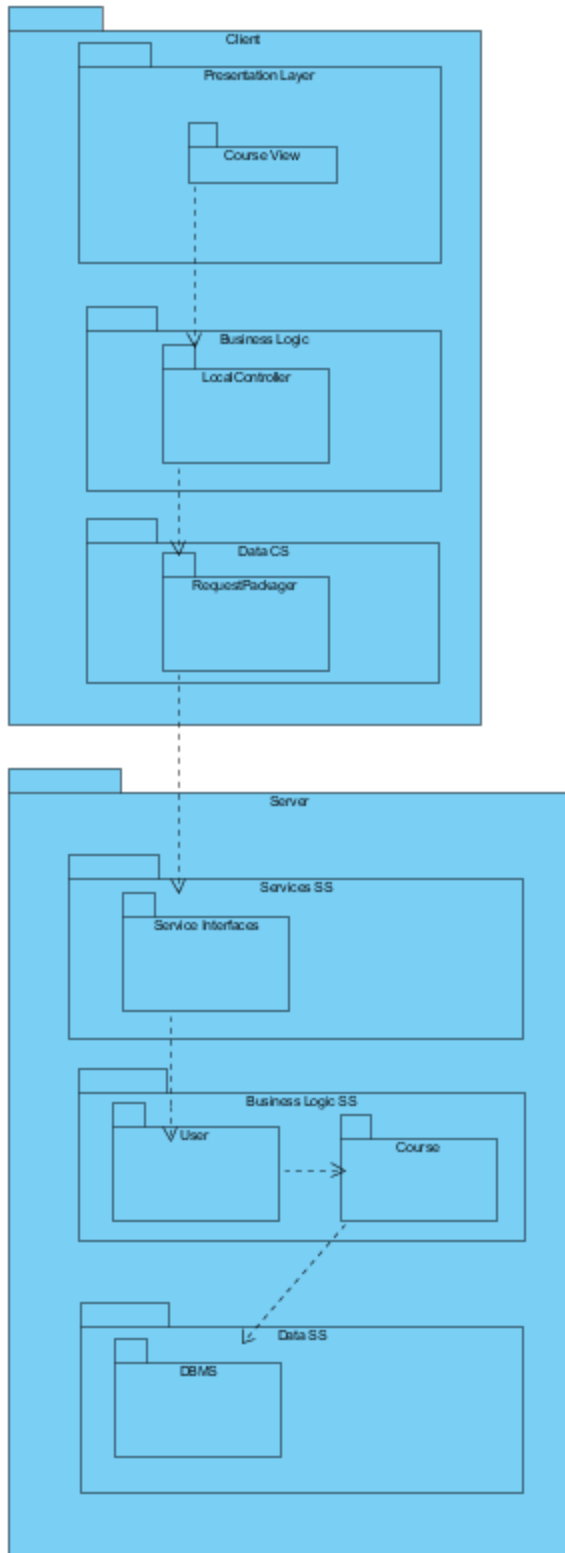 Client
Presentation Layer
Course View
Business Logic
LocalController
Data CS
RequestPackager
Server
Services SS
Service Interfaces
Business Logic SS
User
Course
Data SS
DBMS